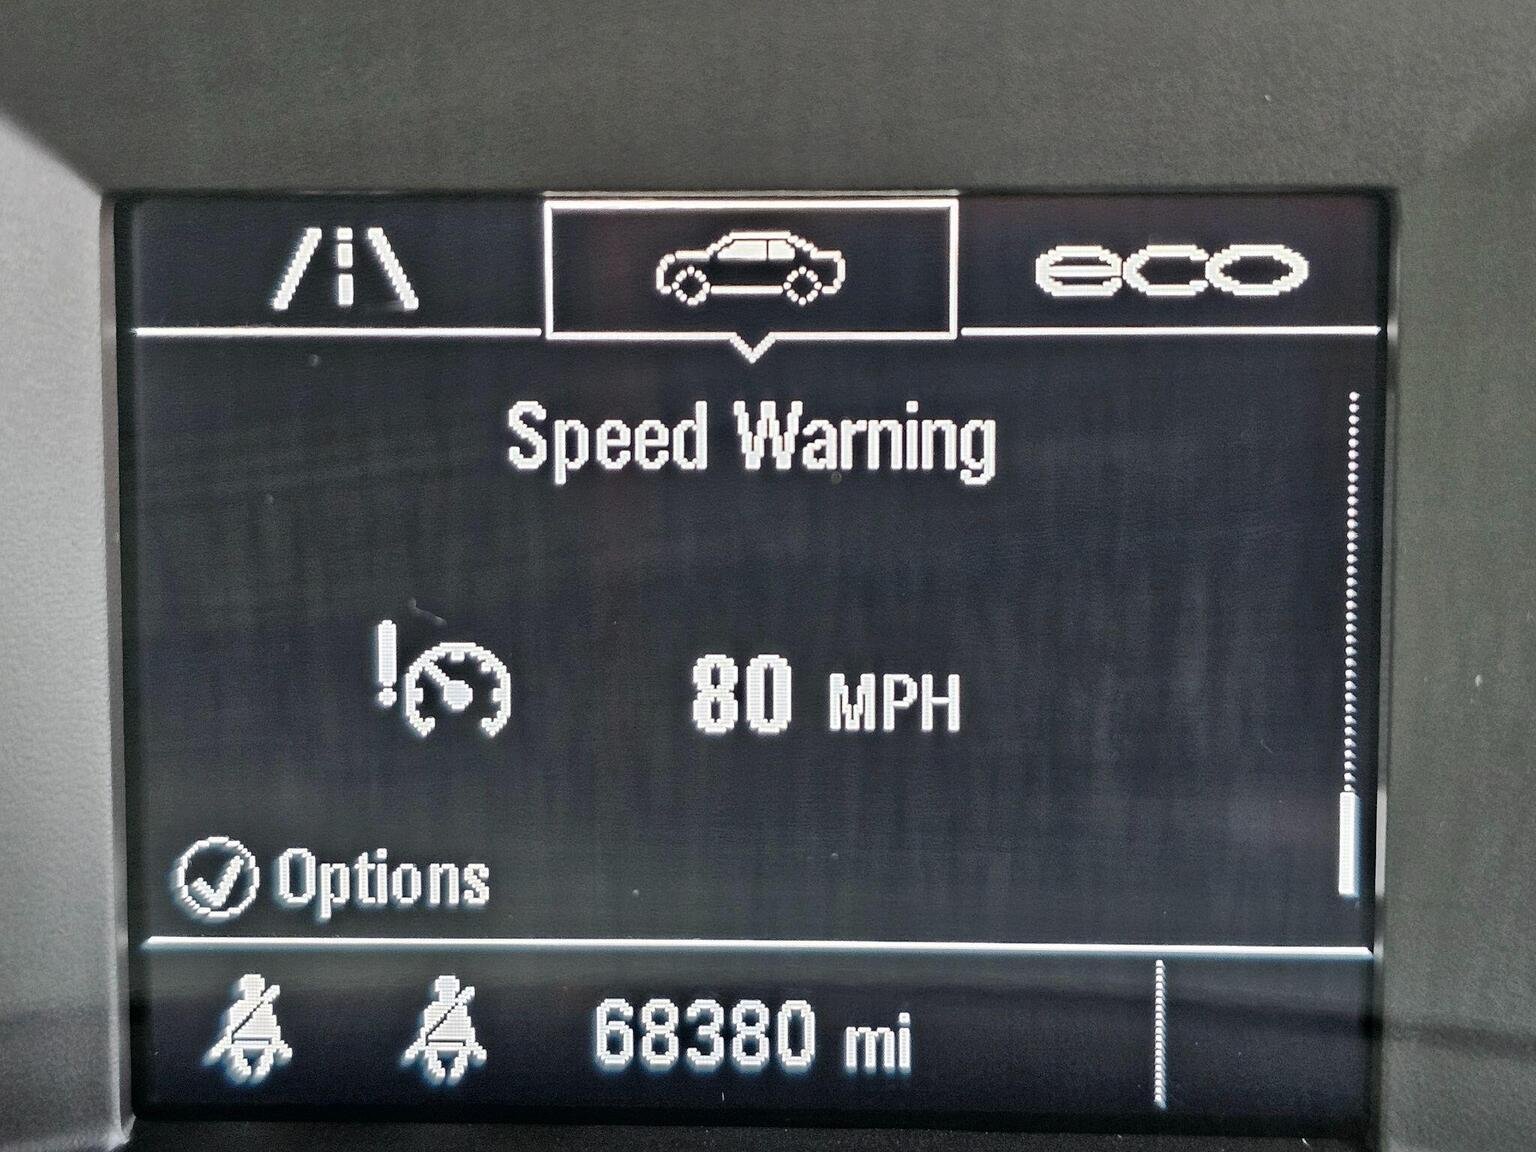 eco
Speed Warning
80 MPH
Options
68380 mi